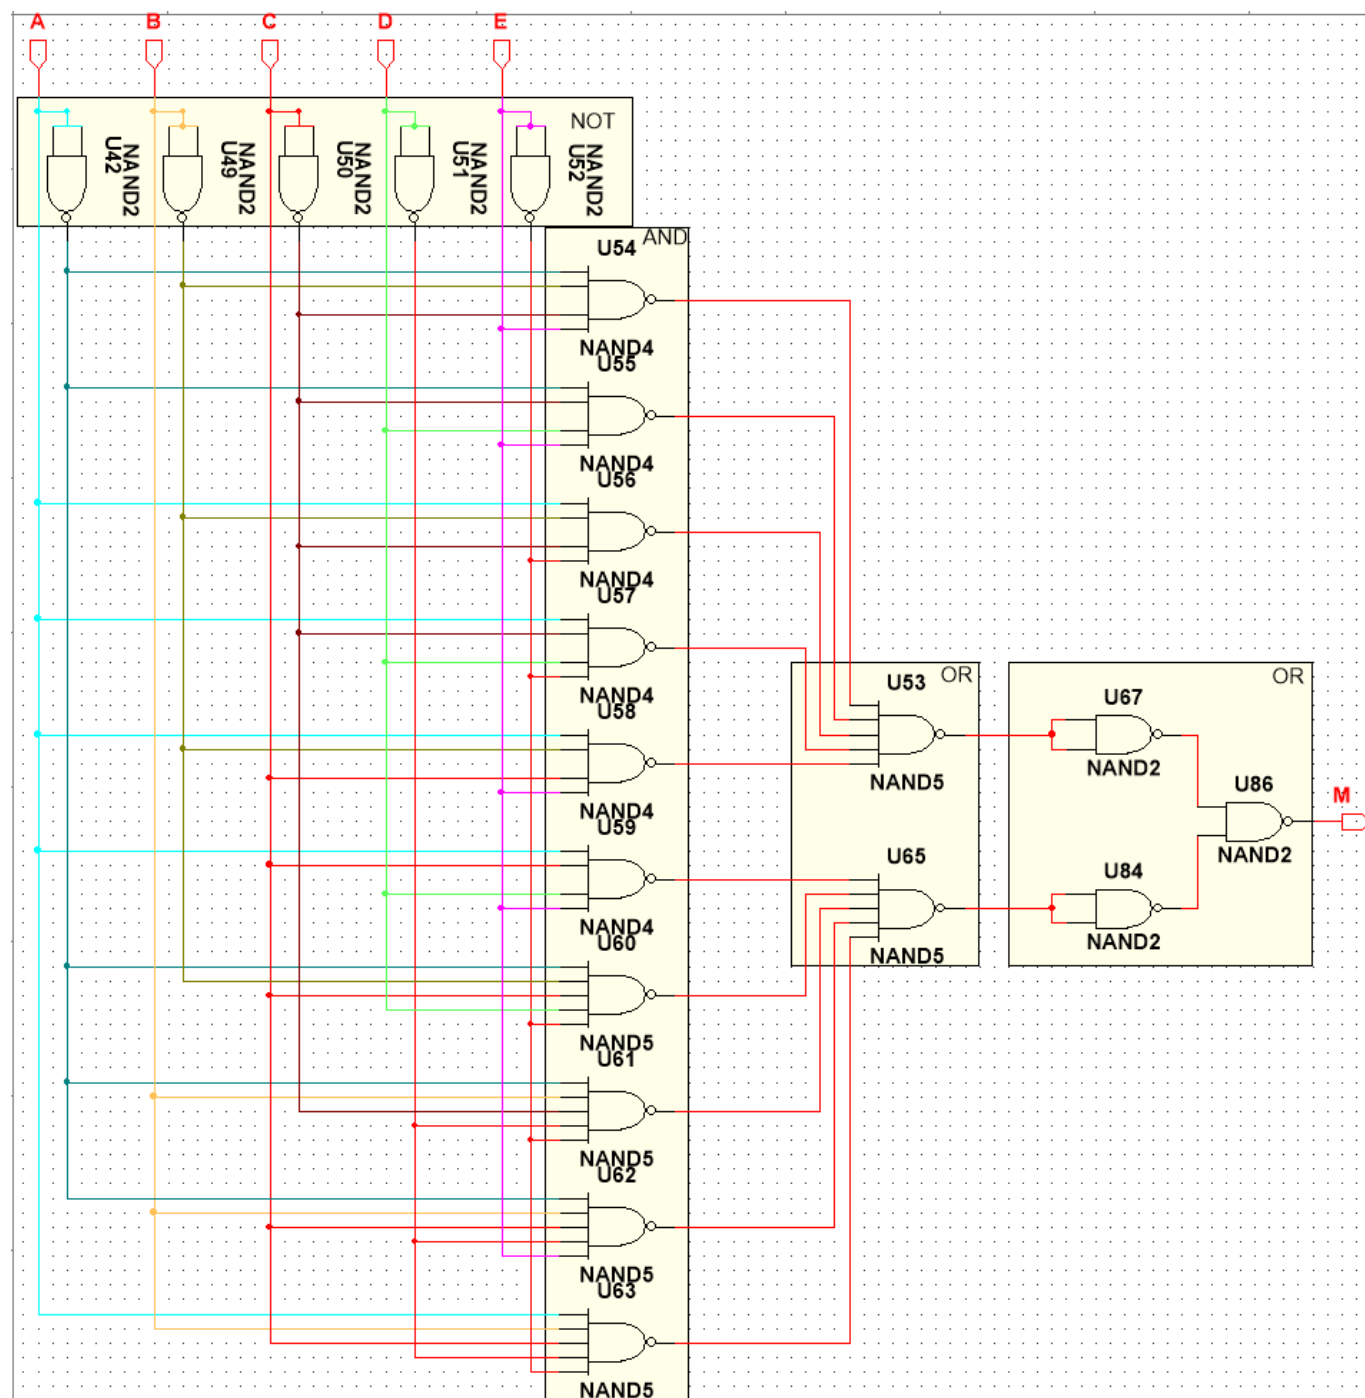 A B C D E
NOT
U42 NAND2
U49 NAND2
U50 NAND2
U51 NAND2
U52 NAND2
AND
U54
NAND4
U55
NAND4
U56
NAND4
U57
NAND4
U58
NAND4
U59
NAND4
U60
NAND5
U61
NAND5
U62
NAND5
U63
NAND5
OR
U53
NAND5
U65
NAND5
OR
U67
NAND2
U86
NAND2
M
U84
NAND2